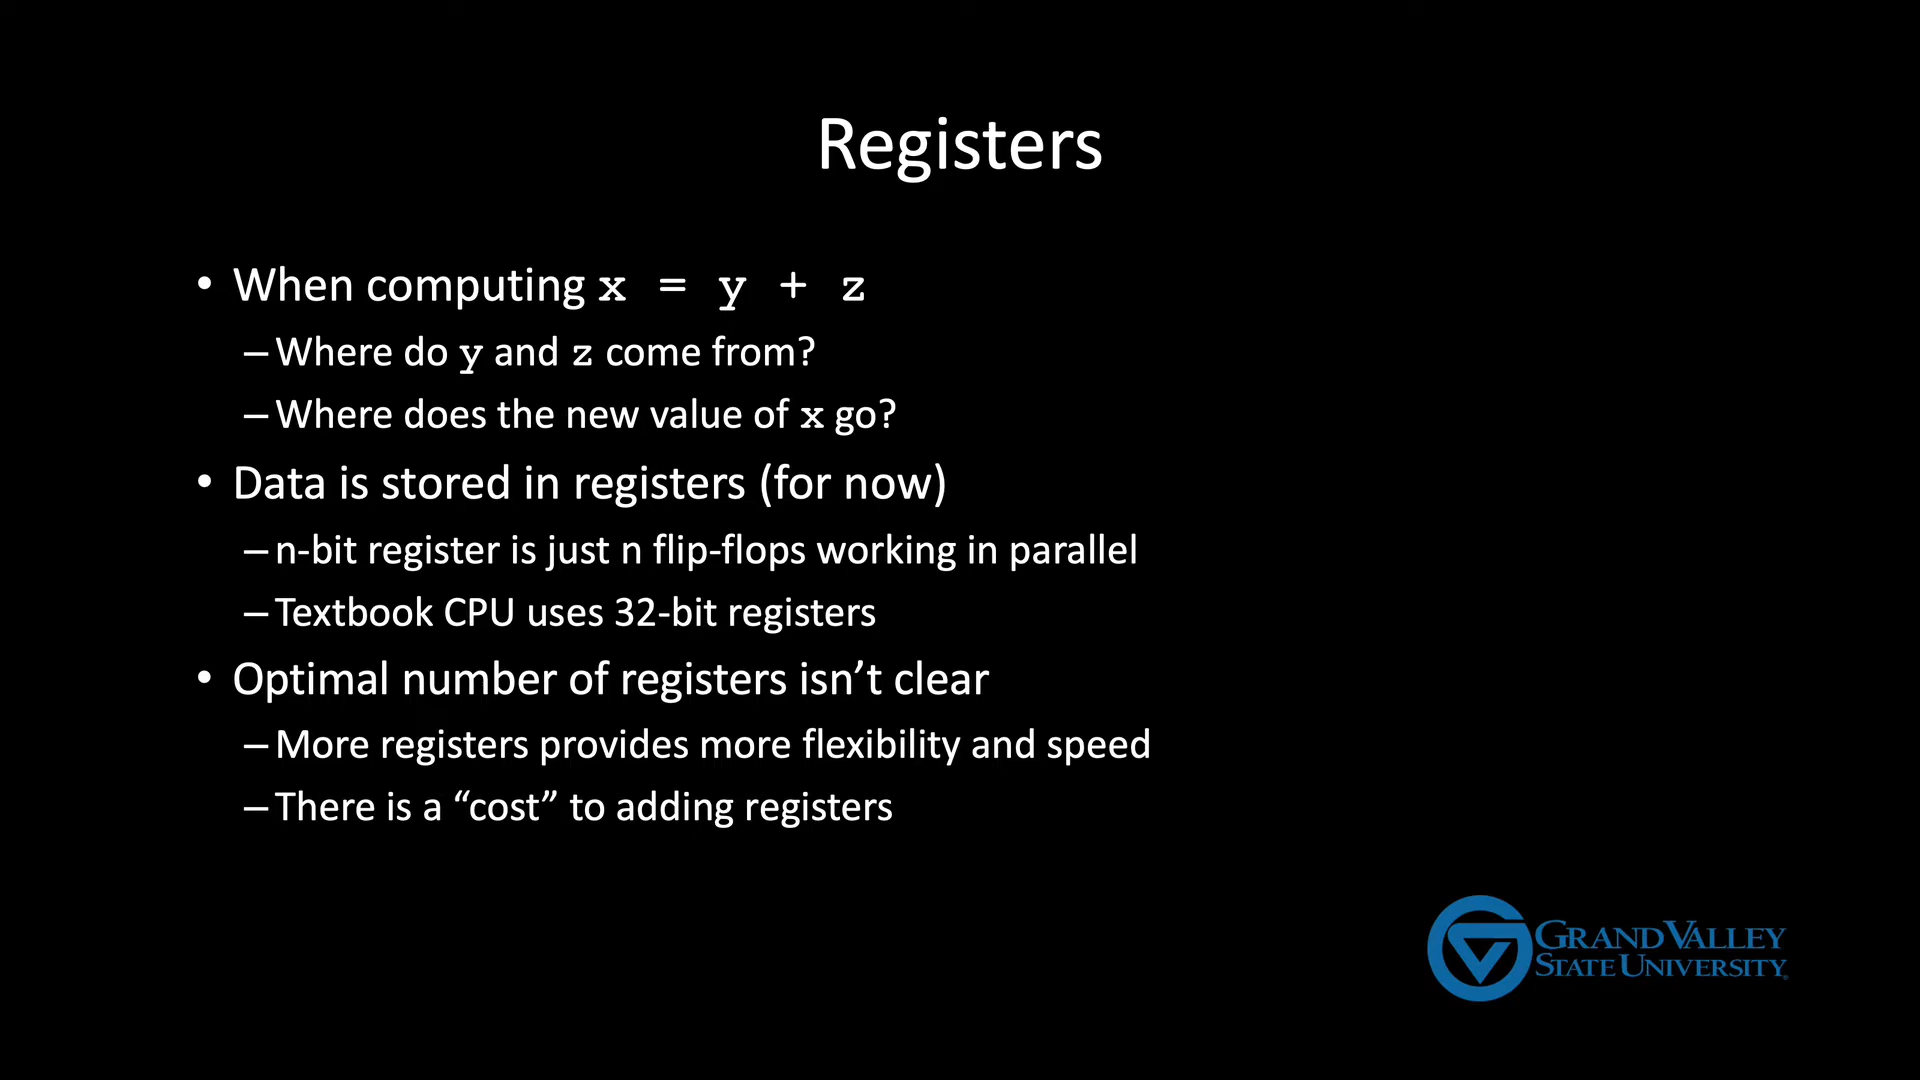 Registers
• When computing x = y + z
– Where do y and z come from?
– Where does the new value of x go?
• Data is stored in registers (for now)
– n-bit register is just n flip-flops working in parallel
– Textbook CPU uses 32-bit registers
• Optimal number of registers isn’t clear
– More registers provides more flexibility and speed
– There is a “cost” to adding registers
GRAND VALLEY
STATE UNIVERSITY